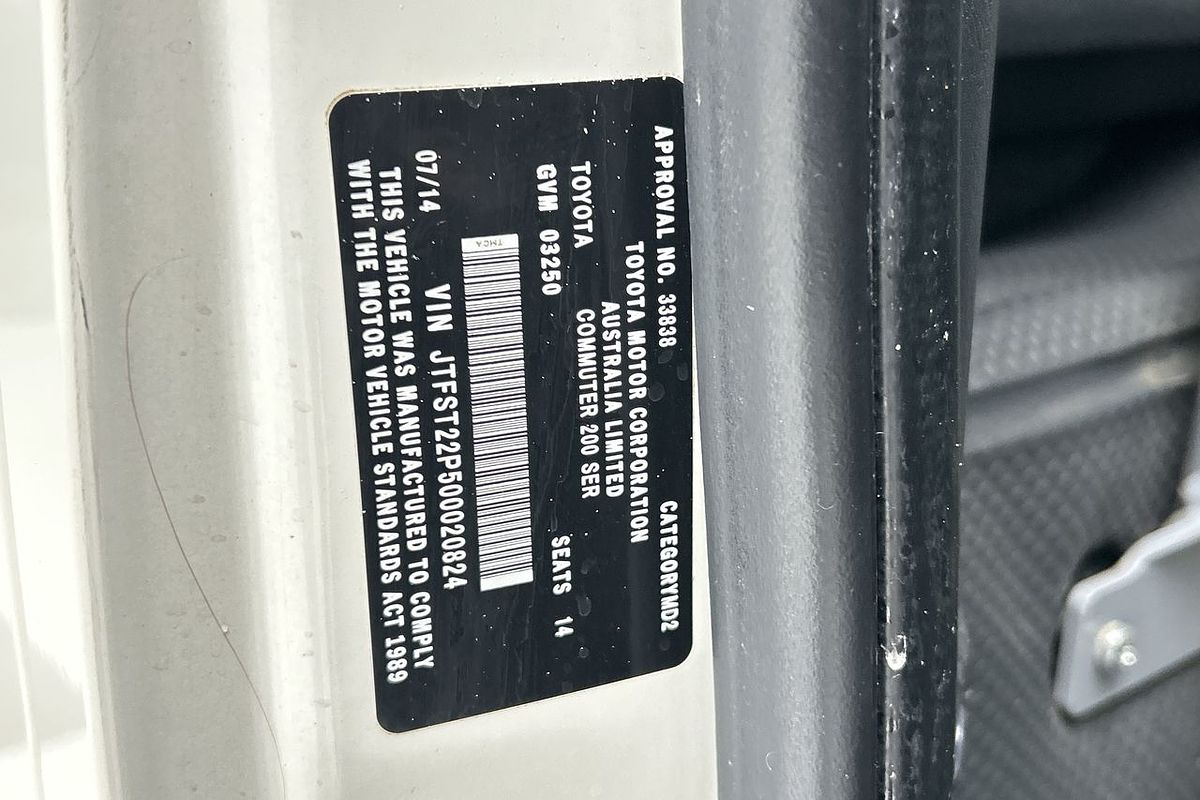 APPROVAL NO. 33838 CATEGORYMD2
TOYOTA MOTOR CORPORATION
AUSTRALIA LIMITED
TOYOTA COMMUTER 200 SER
GVM 03250 SEATS 14
TMCA
07/14 VIN JTFST22P500020824
THIS VEHICLE WAS MANUFACTURED TO COMPLY
WITH THE MOTOR VEHICLE STANDARDS ACT 1989